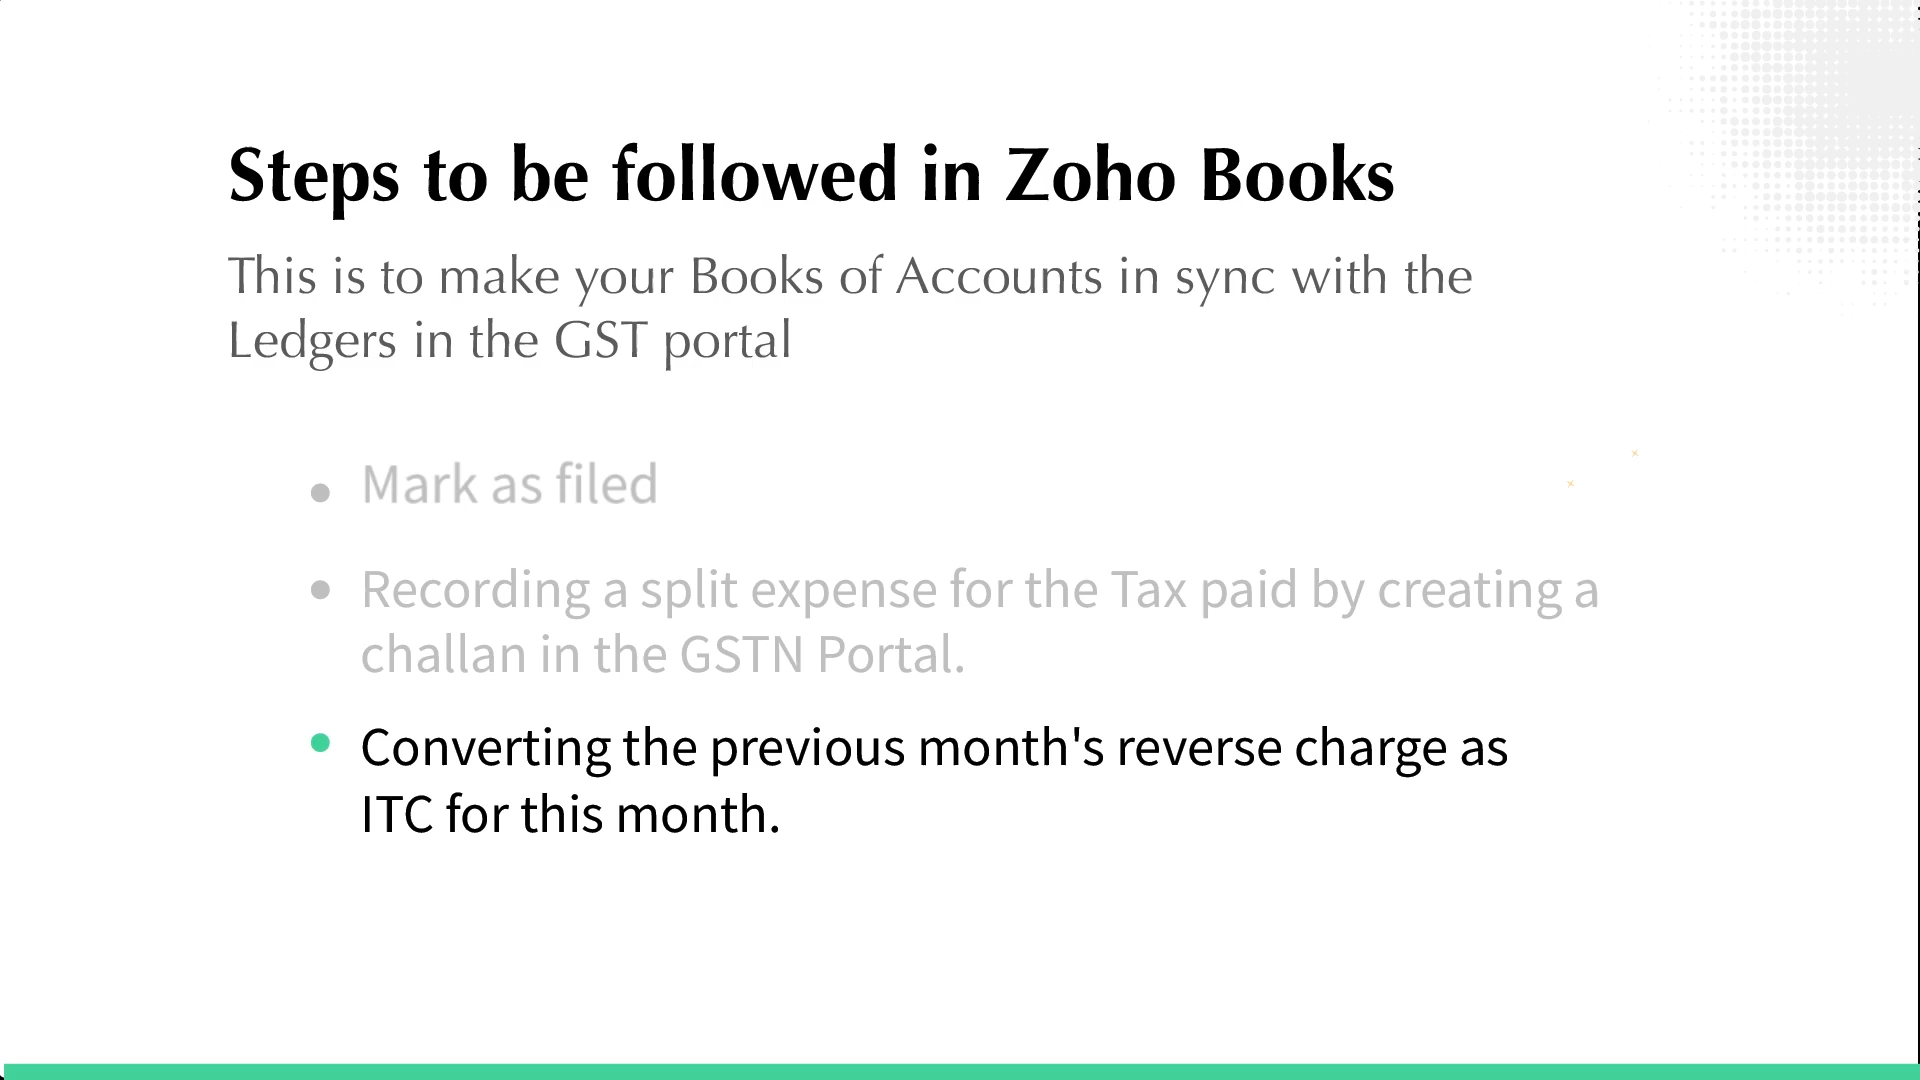 Steps to be followed in Zoho Books
This is to make your Books of Accounts in sync with the
Ledgers in the GST portal
• Mark as filed
• Recording a split expense for the Tax paid by creating a
challan in the GSTN Portal.
• Converting the previous month's reverse charge as
ITC for this month.